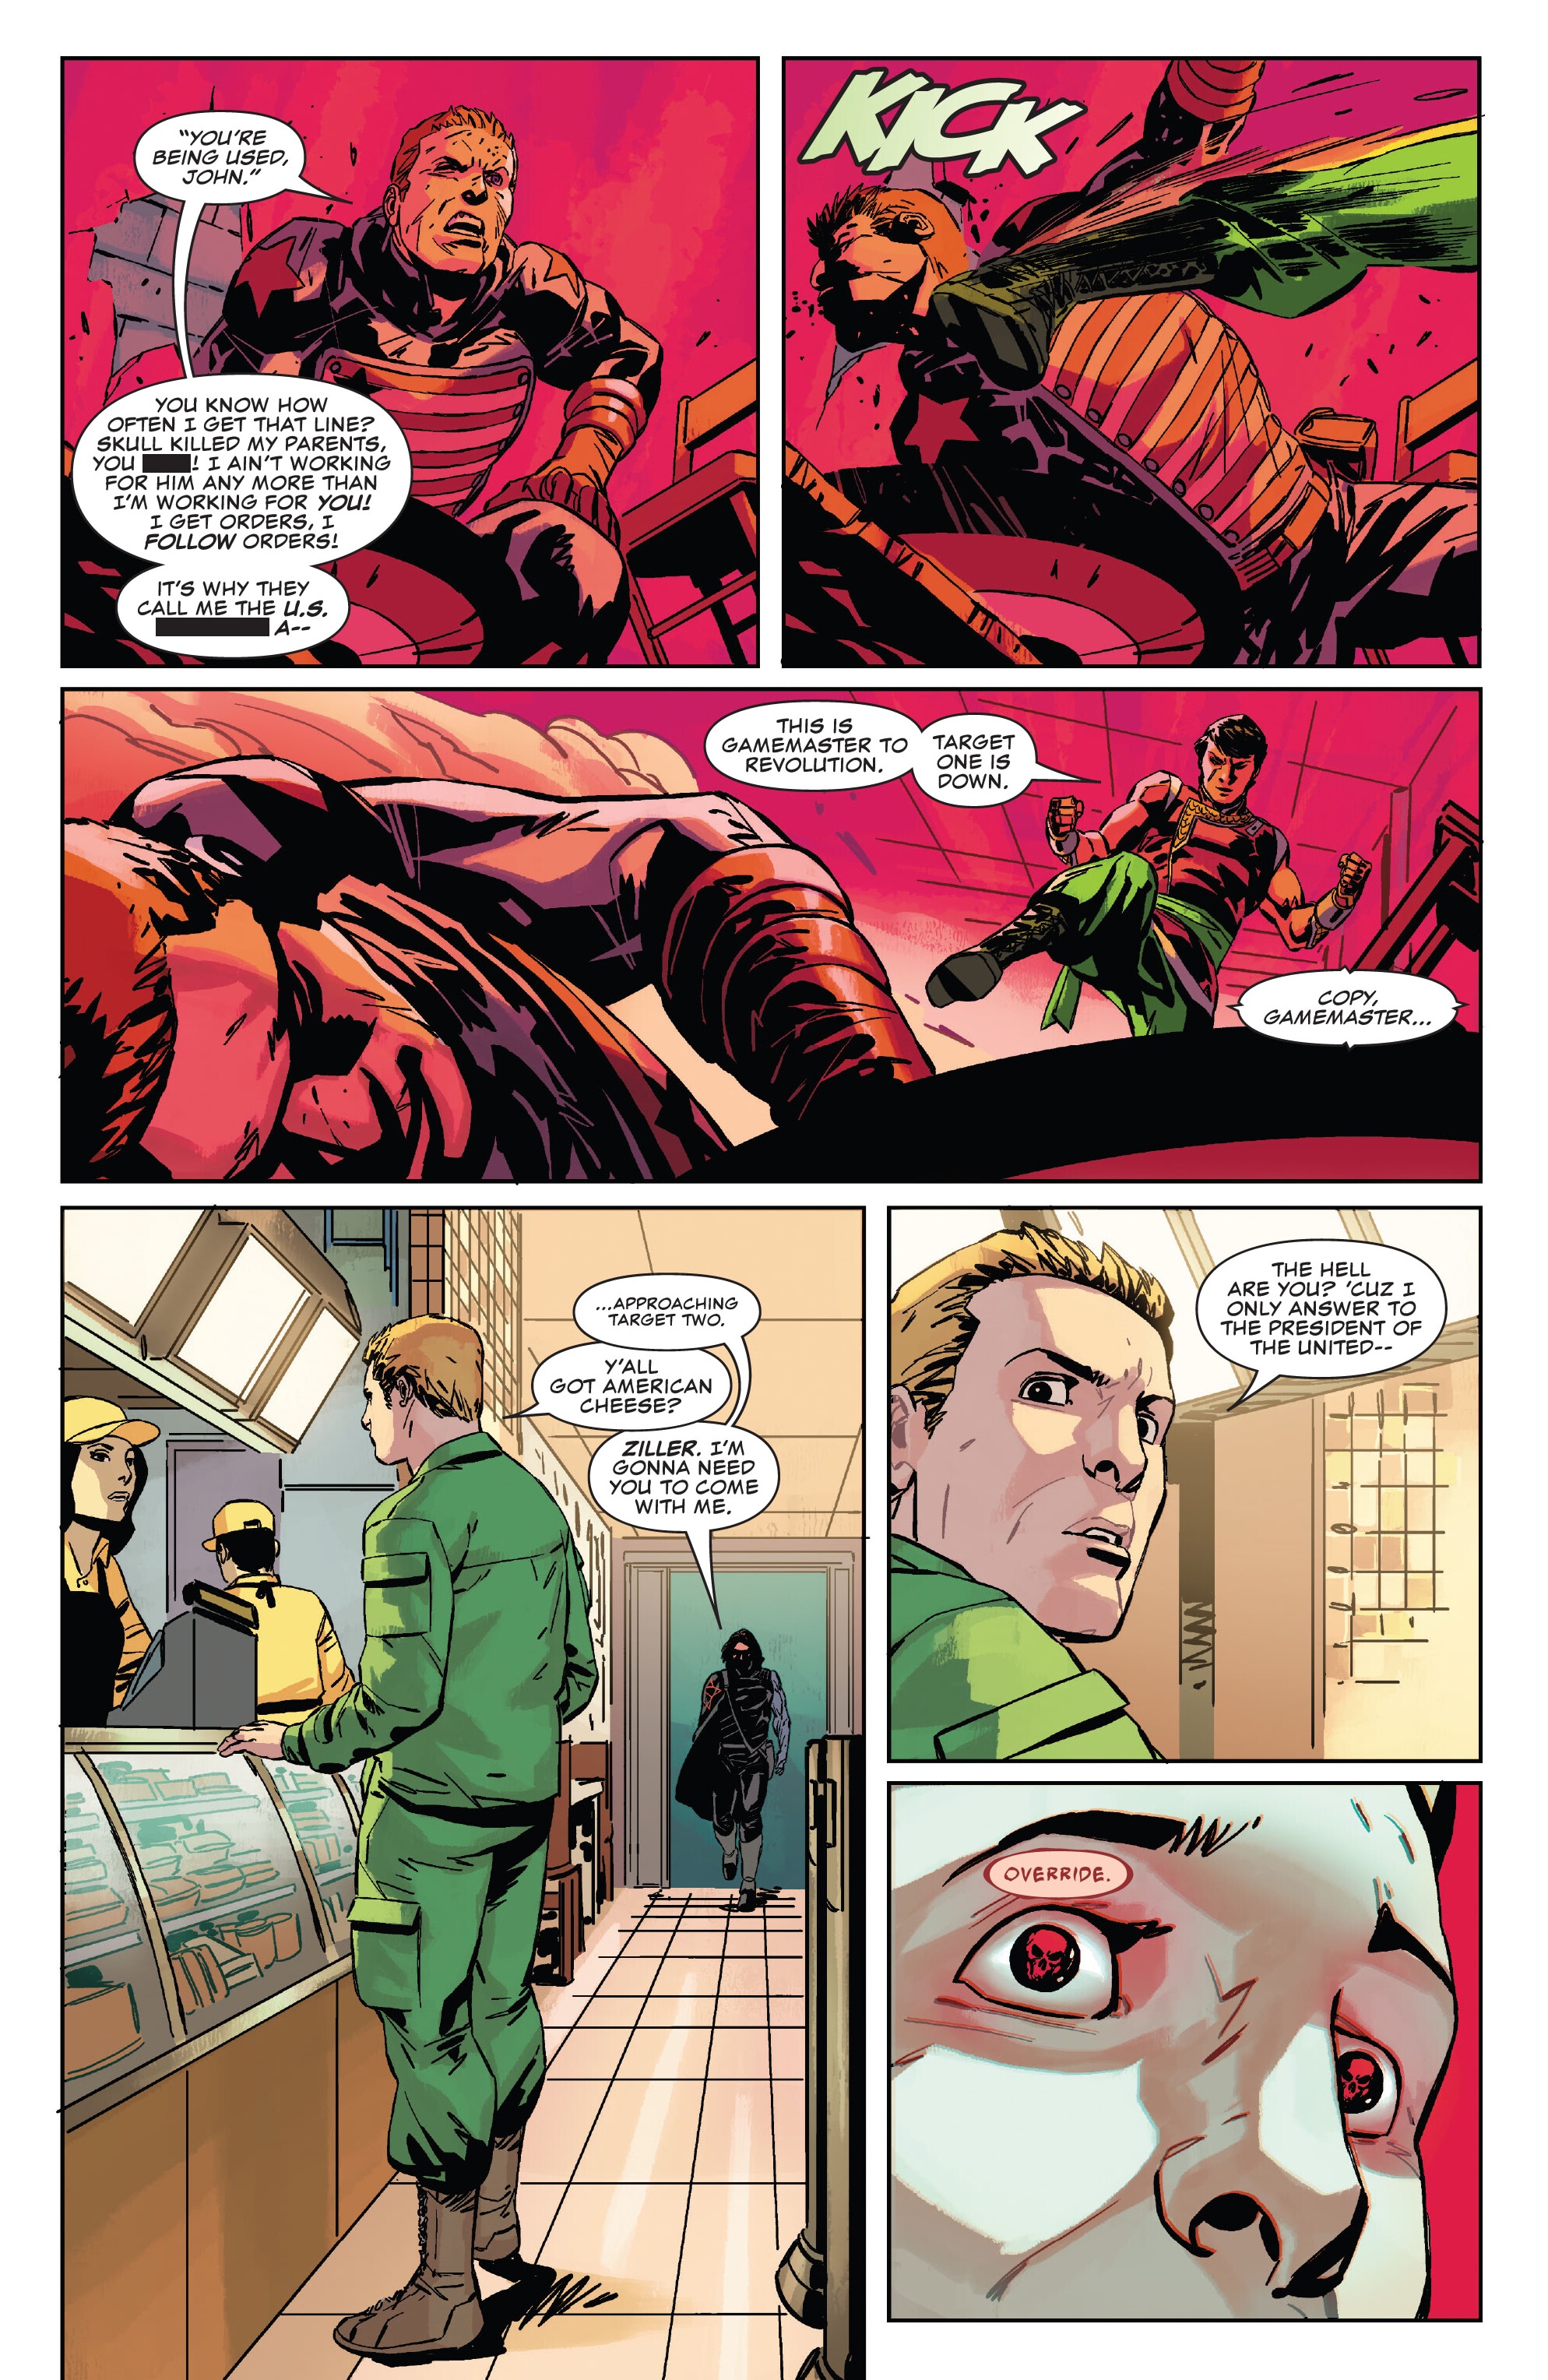 "YOU'RE
BEING USED,
JOHN."
YOU KNOW HOW
OFTEN I GET THAT LINE?
SKULL KILLED MY PARENTS,
YOU ! I AIN'T WORKING
FOR HIM ANY MORE THAN
I'M WORKING FOR YOU!
I GET ORDERS, I
FOLLOW ORDERS!
IT'S WHY THEY
CALL ME THE U.S.
A--
KICK
THIS IS
GAMEMASTER TO
REVOLUTION.
TARGET
ONE IS
DOWN.
COPY,
GAMEMASTER...
...APPROACHING
TARGET TWO.
Y'ALL
GOT AMERICAN
CHEESE?
ZILLER. I'M
GONNA NEED
YOU TO COME
WITH ME.
THE HELL
ARE YOU? 'CUZ I
ONLY ANSWER TO
THE PRESIDENT OF
THE UNITED--
OVERRIDE.